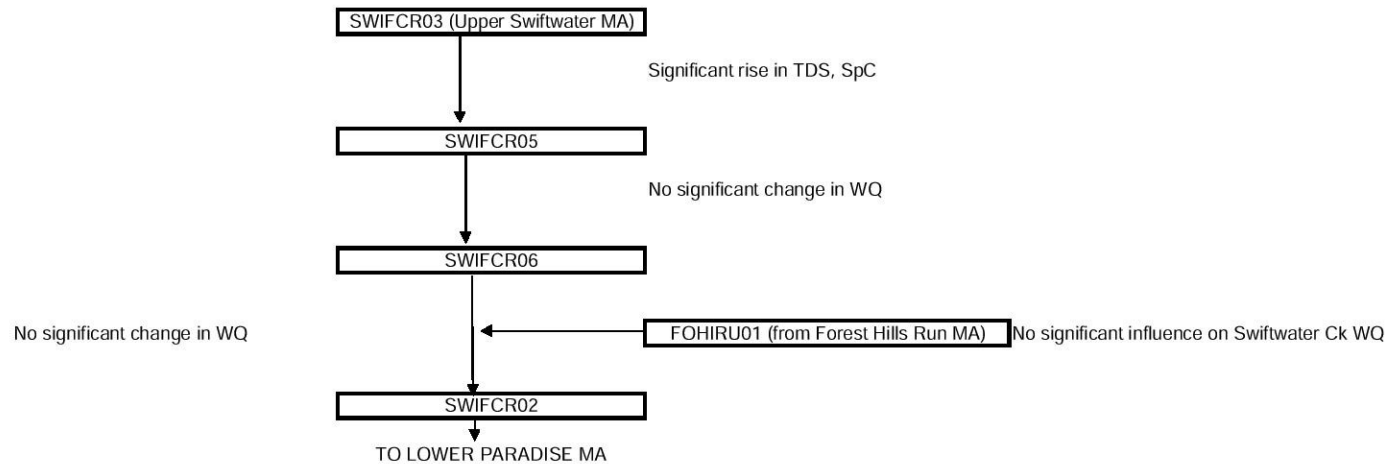 SWIFCR03 (Upper Swiftwater MA)
Significant rise in TDS, SpC
SWIFCR05
No significant change in WQ
SWIFCR06
No significant change in WQ
FOHIRU01 (from Forest Hills Run MA)
No significant influence on Swiftwater Ck WQ
SWIFCR02
TO LOWER PARADISE MA